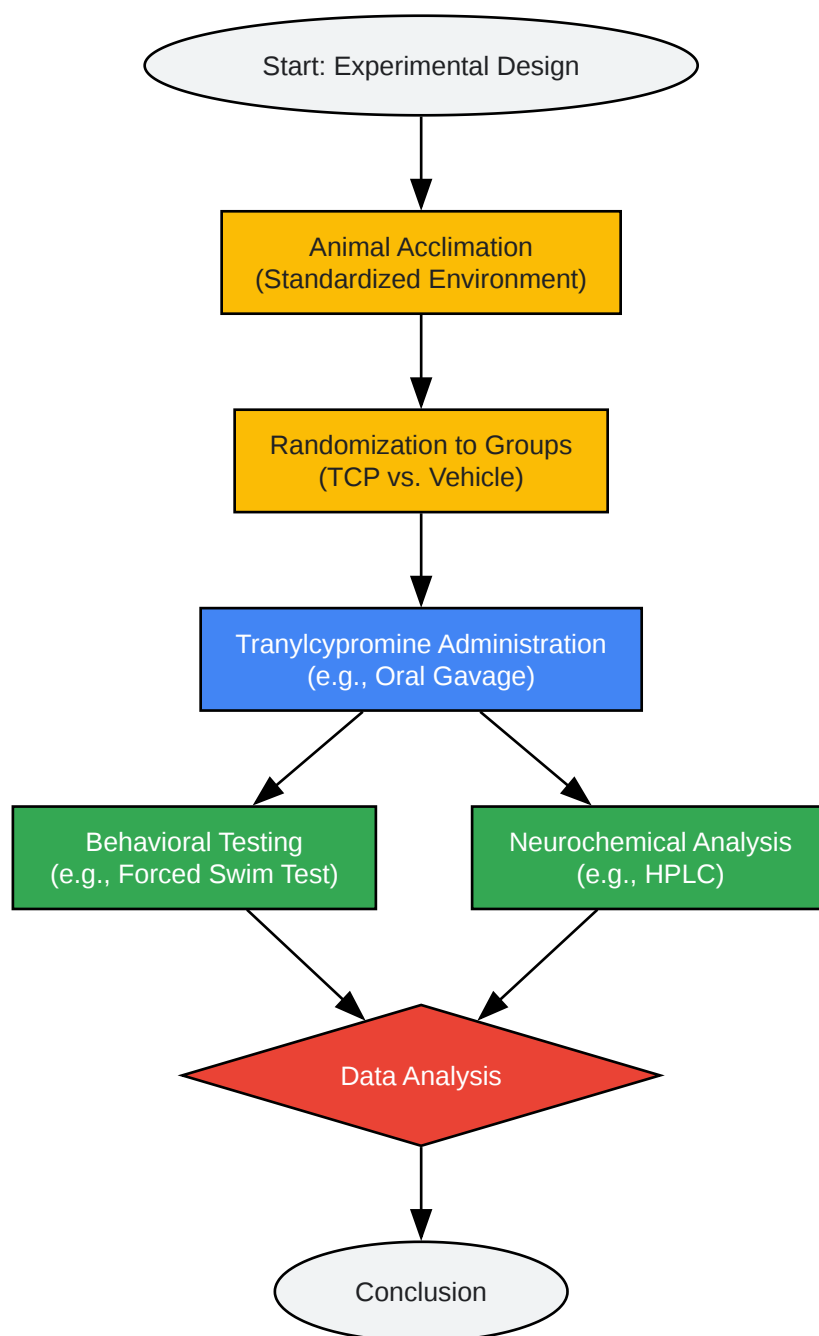 Start: Experimental Design
Animal Acclimation
(Standardized Environment)
Randomization to Groups
(TCP vs. Vehicle)
Tranylcypromine Administration
(e.g., Oral Gavage)
Behavioral Testing
(e.g., Forced Swim Test)
Neurochemical Analysis
(e.g., HPLC)
Data Analysis
Conclusion